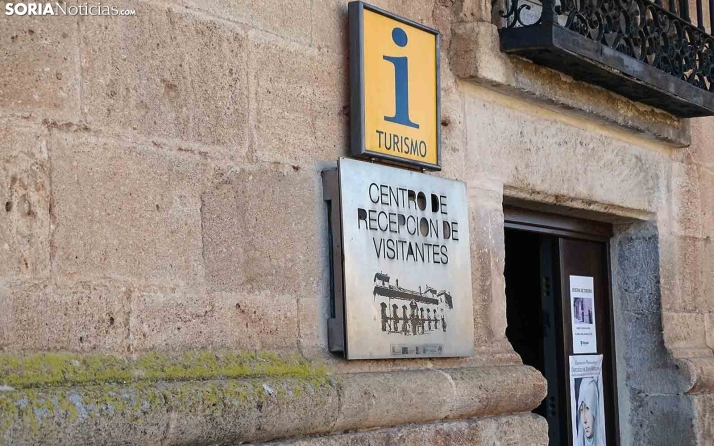 SORIANoticias.com
i
TURISMO
CENTRO DE
RECEPCION DE
VISITANTES